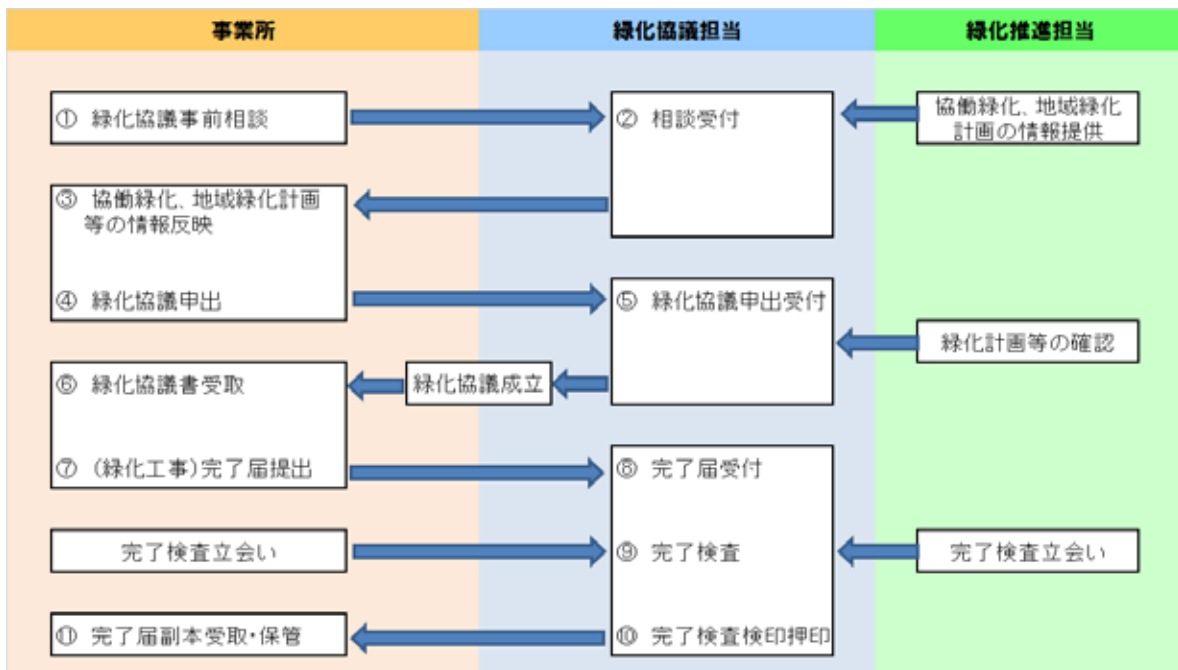 事業所
緑化協議担当
緑化推進担当
① 緑化協議事前相談
② 相談受付
協働緑化、地域緑化
計画の情報提供
③ 協働緑化、地域緑化計画
等の情報反映
④ 緑化協議申出
⑤ 緑化協議申出受付
緑化計画等の確認
⑥ 緑化協議書受取
緑化協議成立
⑦ (緑化工事)完了届提出
⑧ 完了届受付
完了検査立会い
⑨ 完了検査
完了検査立会い
⑪ 完了届副本受取・保管
⑩ 完了検査検印押印